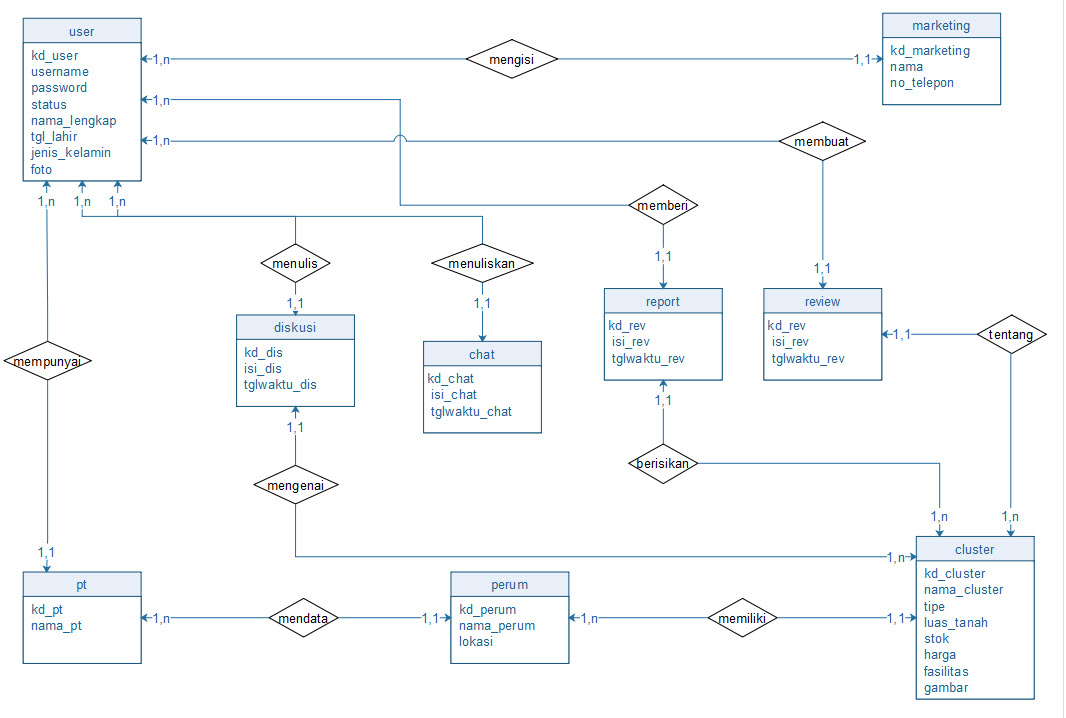 user
kd_user
username
password
status
nama_lengkap
tgl_lahir
jenis_kelamin
foto
1,n
mengisi
1,1
marketing
kd_marketing
nama
no_telepon
1,n
1,n
membuat
1,n
1,n
1,n
memberi
1,1
1,1
menulis
menuliskan
1,1
1,1
report
kd_rev
isi_rev
tglwaktu_rev
review
kd_rev
isi_rev
tglwaktu_rev
1,1
tentang
diskusi
kd_dis
isi_dis
tglwaktu_dis
chat
kd_chat
isi_chat
tglwaktu_chat
mempunyai
1,1
1,1
berisikan
mengenai
1,n
1,n
1,1
1,n
cluster
kd_cluster
nama_cluster
tipe
luas_tanah
stok
harga
fasilitas
gambar
pt
kd_pt
nama_pt
1,n
mendata
1,1
perum
kd_perum
nama_perum
lokasi
1,n
memiliki
1,1